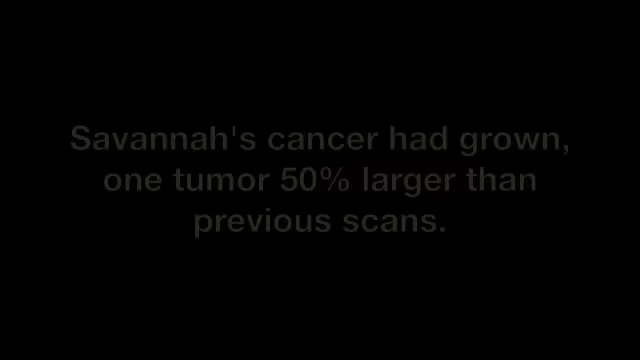 Savannah's cancer had grown,
one tumor 50% larger than
previous scans.